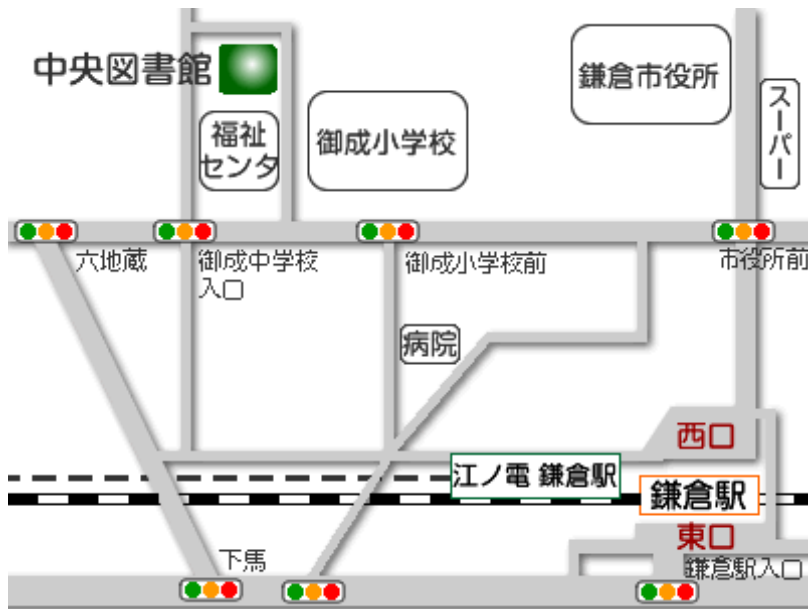 中央図書館
福祉
センタ
御成小学校
鎌倉市役所
スーパー
六地蔵
御成中学校
入口
御成小学校前
市役所前
病院
西口
江ノ電 鎌倉駅
鎌倉駅
東口
下馬
鎌倉駅入口